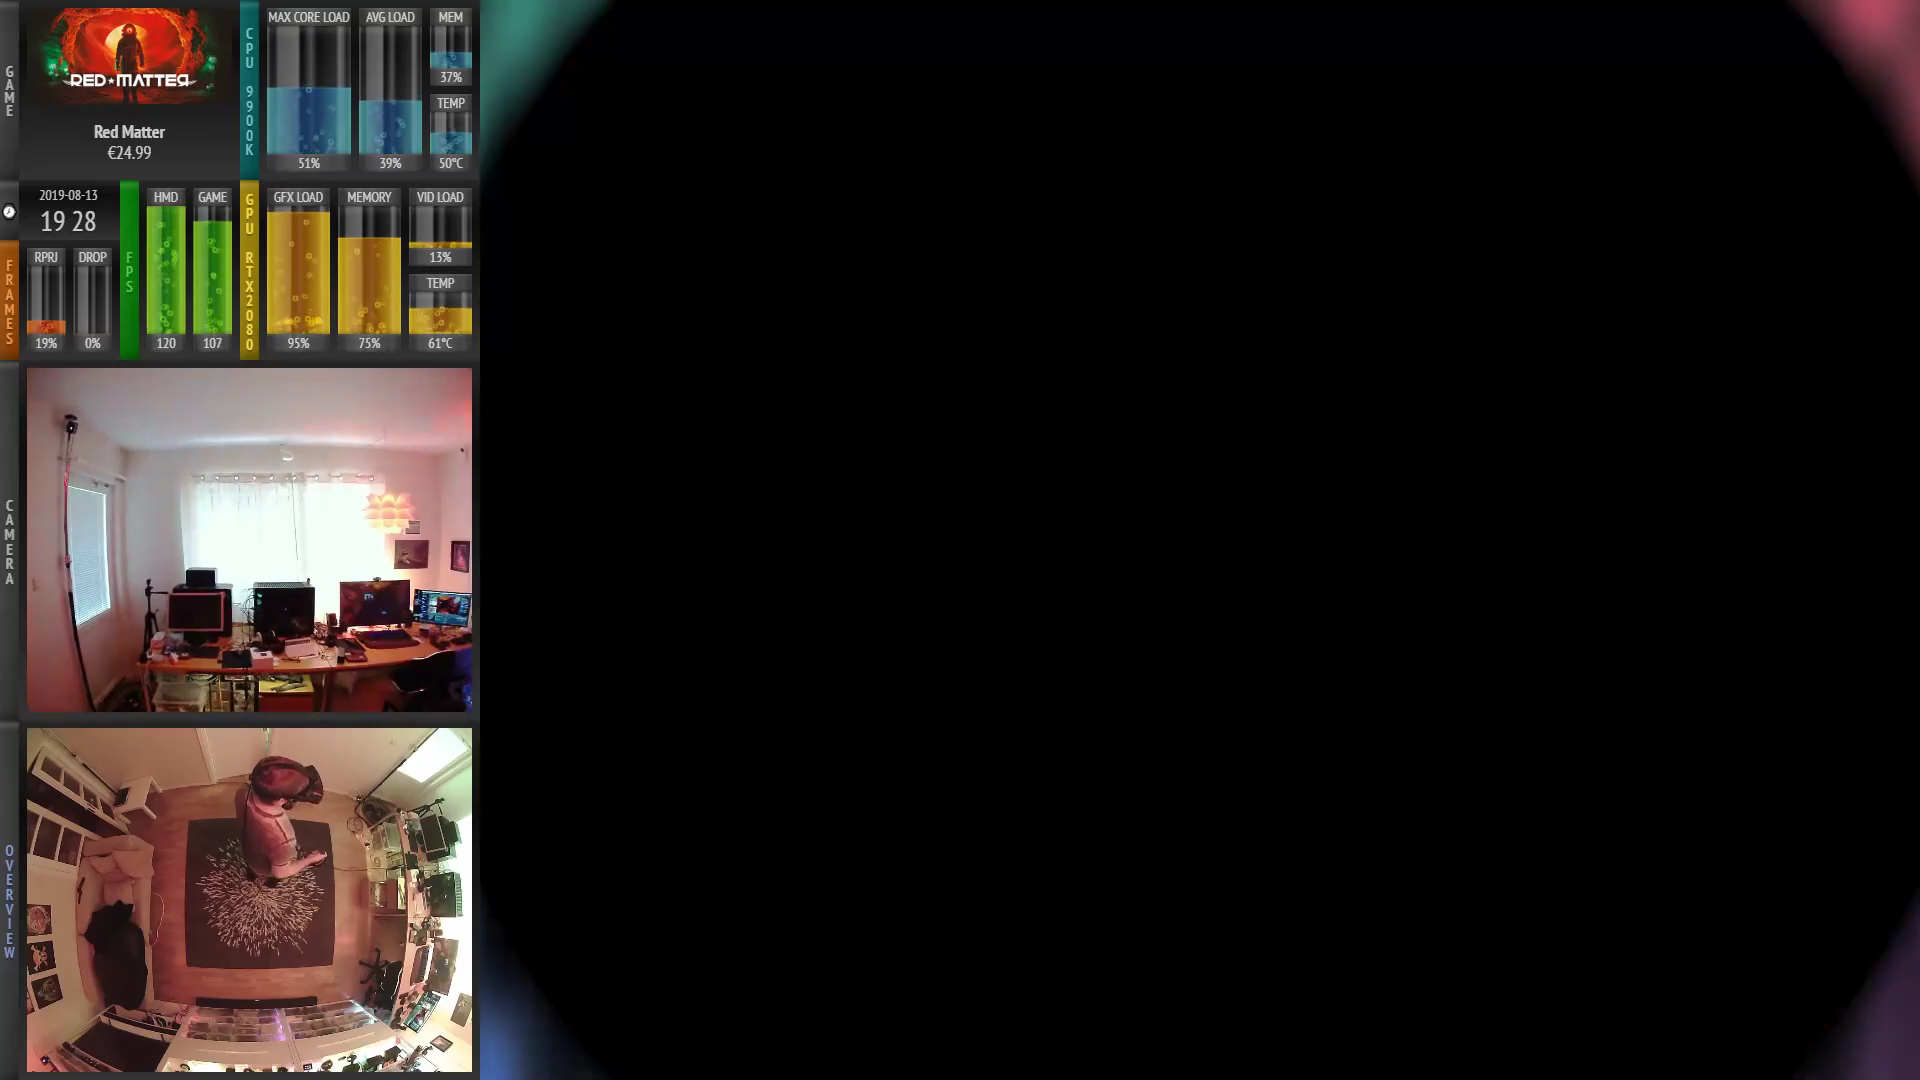 GAME
RED★MATTER
Red Matter
€24.99
CPU 9900K
MAX CORE LOAD
51%
AVG LOAD
39%
MEM
37%
TEMP
50°C
2019-08-13
19 28
FRAMES
RPRJ
19%
DROP
0%
FPS
HMD
120
GAME
107
GPU RTX2080
GFX LOAD
95%
MEMORY
75%
VID LOAD
13%
TEMP
61°C
CAMERA
OVERVIEW